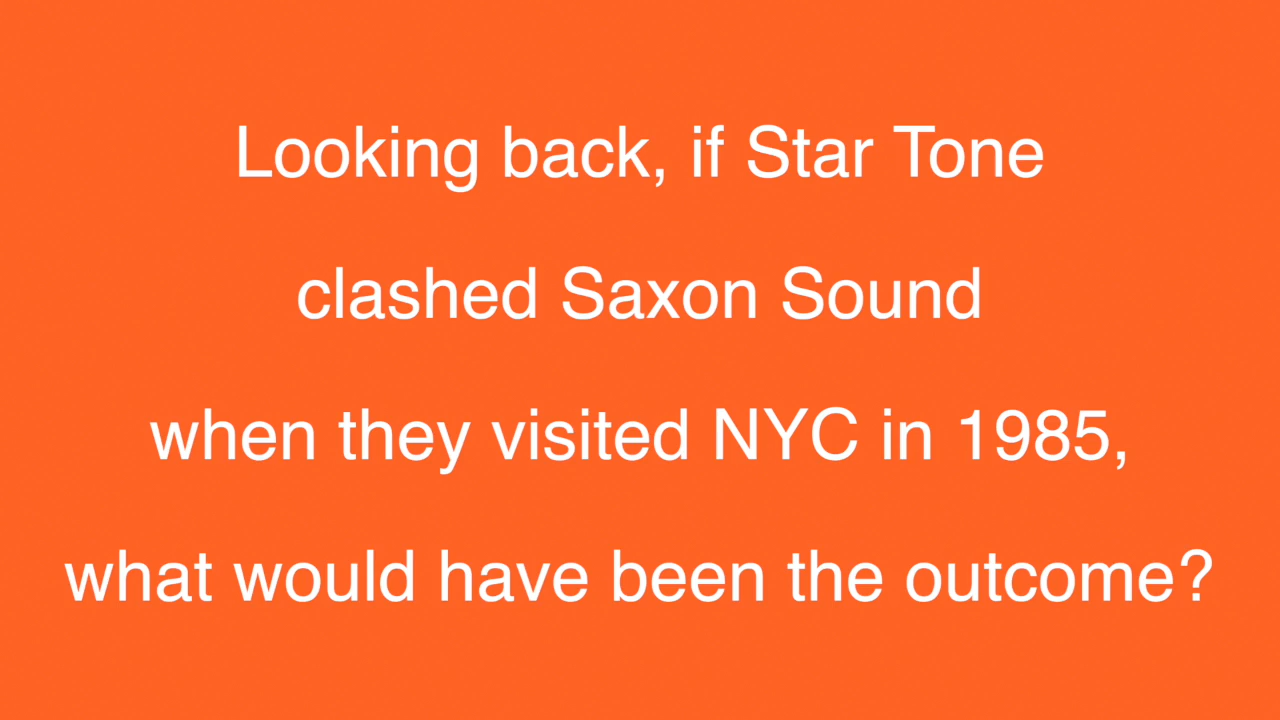 Looking back, if Star Tone
clashed Saxon Sound
when they visited NYC in 1985,
what would have been the outcome?